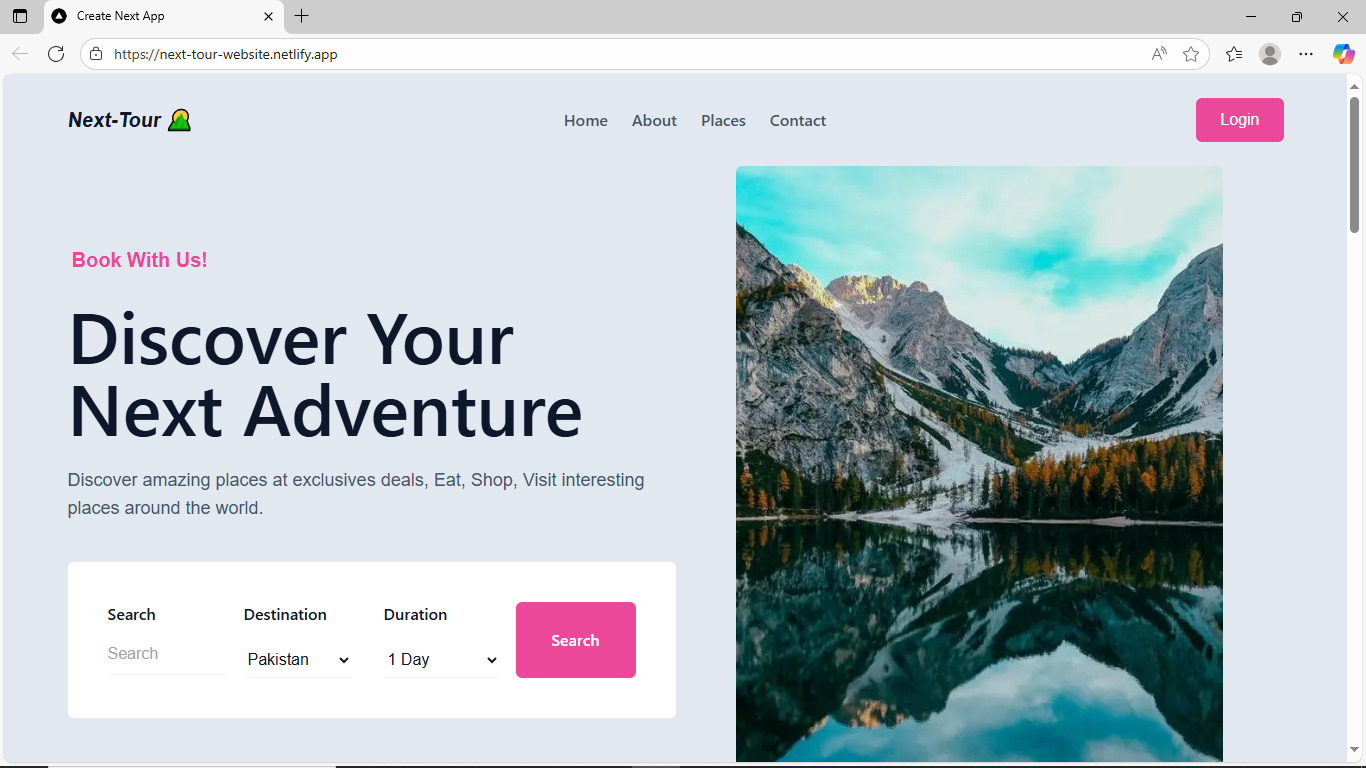 Create Next App
https://next-tour-website.netlify.app
Next-Tour
Home About Places Contact
Login
Book With Us!
Discover Your
Next Adventure
Discover amazing places at exclusives deals, Eat, Shop, Visit interesting
places around the world.
Search Destination Duration
Search Pakistan 1 Day
Search